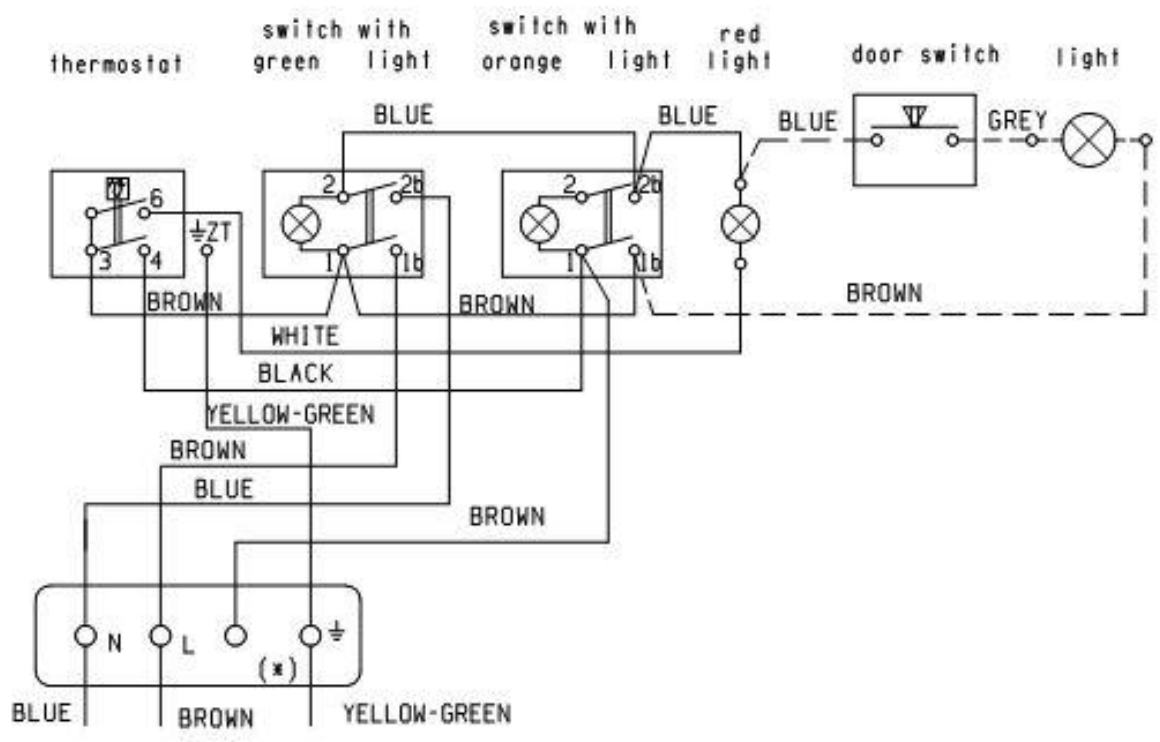 thermostat
switch with
green light
switch with
orange light
red
light
door switch
light
BLUE
BLUE
BLUE
GREY
6
3
4
ZT
2
2b
1
1b
2
2b
1
1b
BROWN
BROWN
BROWN
WHITE
BLACK
YELLOW-GREEN
BROWN
BLUE
BROWN
N
L
(*)
BLUE
BROWN
YELLOW-GREEN